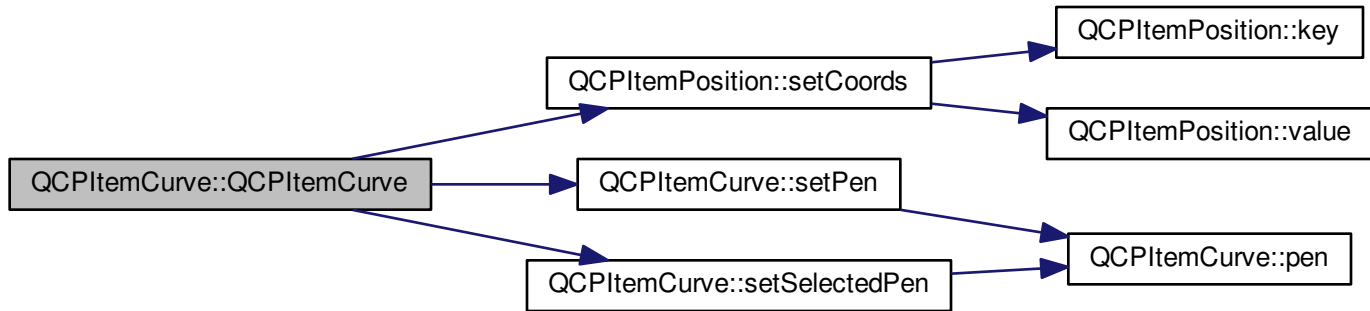 QCPItemPosition::key
QCPItemPosition::setCoords
QCPItemPosition::value
QCPItemCurve::QCPItemCurve
QCPItemCurve::setPen
QCPItemCurve::pen
QCPItemCurve::setSelectedPen